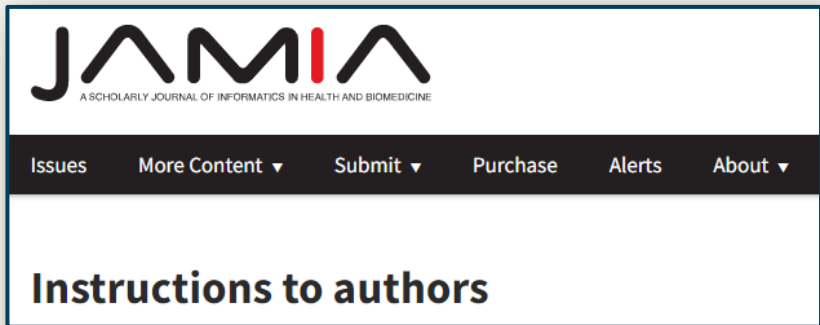 JAMIA
A SCHOLARLY JOURNAL OF INFORMATICS IN HEALTH AND BIOMEDICINE
Issues More Content ▼ Submit ▼ Purchase Alerts About ▼
Instructions to authors